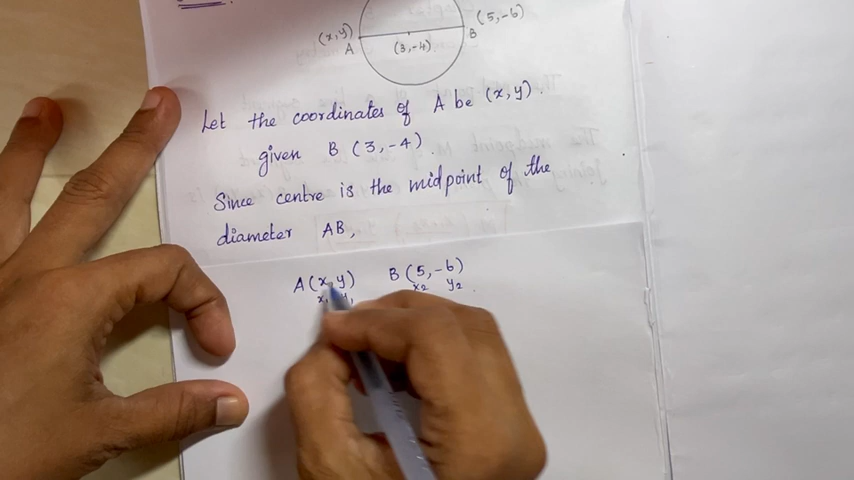 (x,y)
A
(3,-4)
B
(5,-6)
Let the coordinates of A be (x,y).
given B (3,-4).
Since centre is the midpoint of the
diameter AB,
A(x,y) B(5,-6)
x₂ y₂